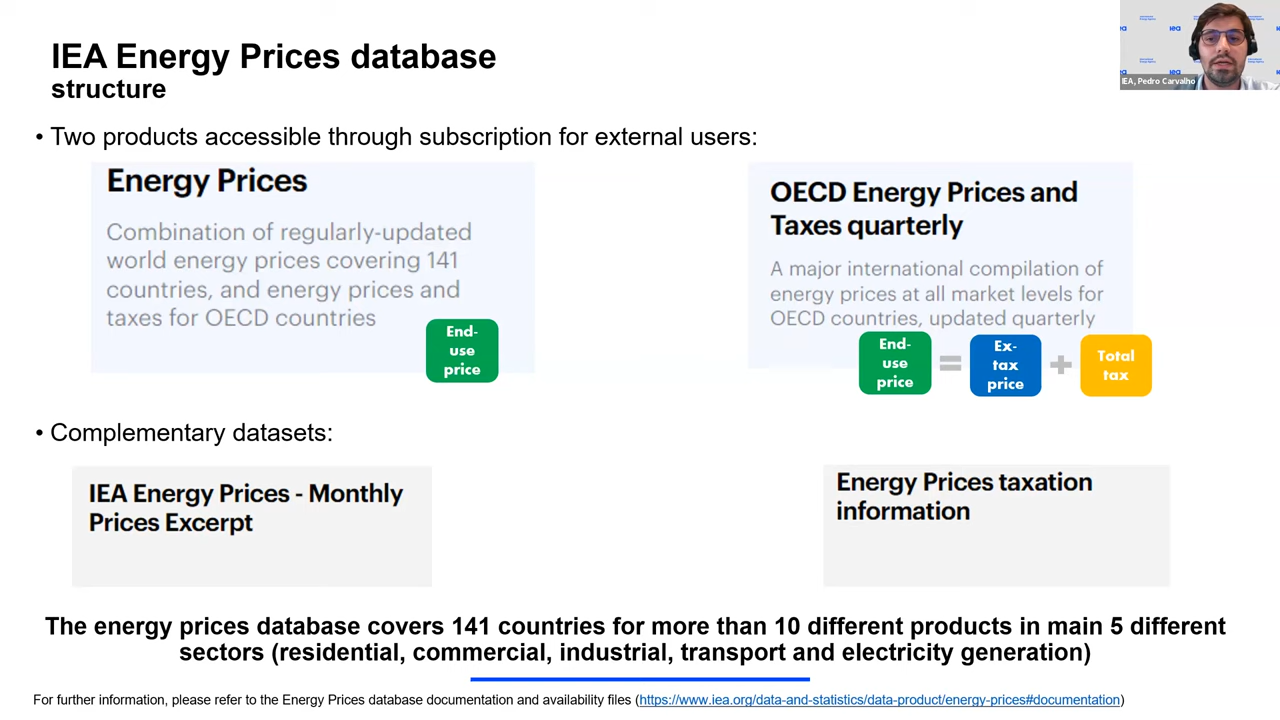 IEA Energy Prices database
structure
iea
iea
iea
iea
IEA, Pedro Carvalho
• Two products accessible through subscription for external users:
Energy Prices
Combination of regularly-updated
world energy prices covering 141
countries, and energy prices and
taxes for OECD countries
End-
use
price
OECD Energy Prices and
Taxes quarterly
A major international compilation of
energy prices at all market levels for
OECD countries, updated quarterly
End-
use
price
=
Ex-
tax
price
+
Total
tax
• Complementary datasets:
IEA Energy Prices - Monthly
Prices Excerpt
Energy Prices taxation
information
The energy prices database covers 141 countries for more than 10 different products in main 5 different
sectors (residential, commercial, industrial, transport and electricity generation)
For further information, please refer to the Energy Prices database documentation and availability files (https://www.iea.org/data-and-statistics/data-product/energy-prices#documentation)